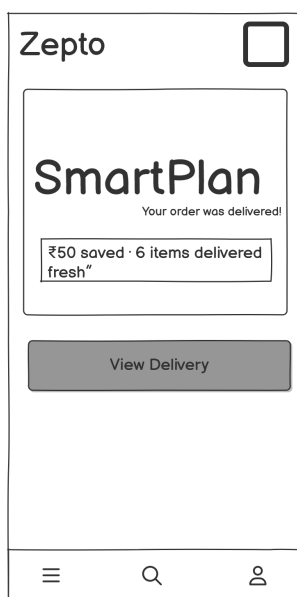 Zepto
SmartPlan
Your order was delivered!
₹50 saved · 6 items delivered
fresh”
View Delivery